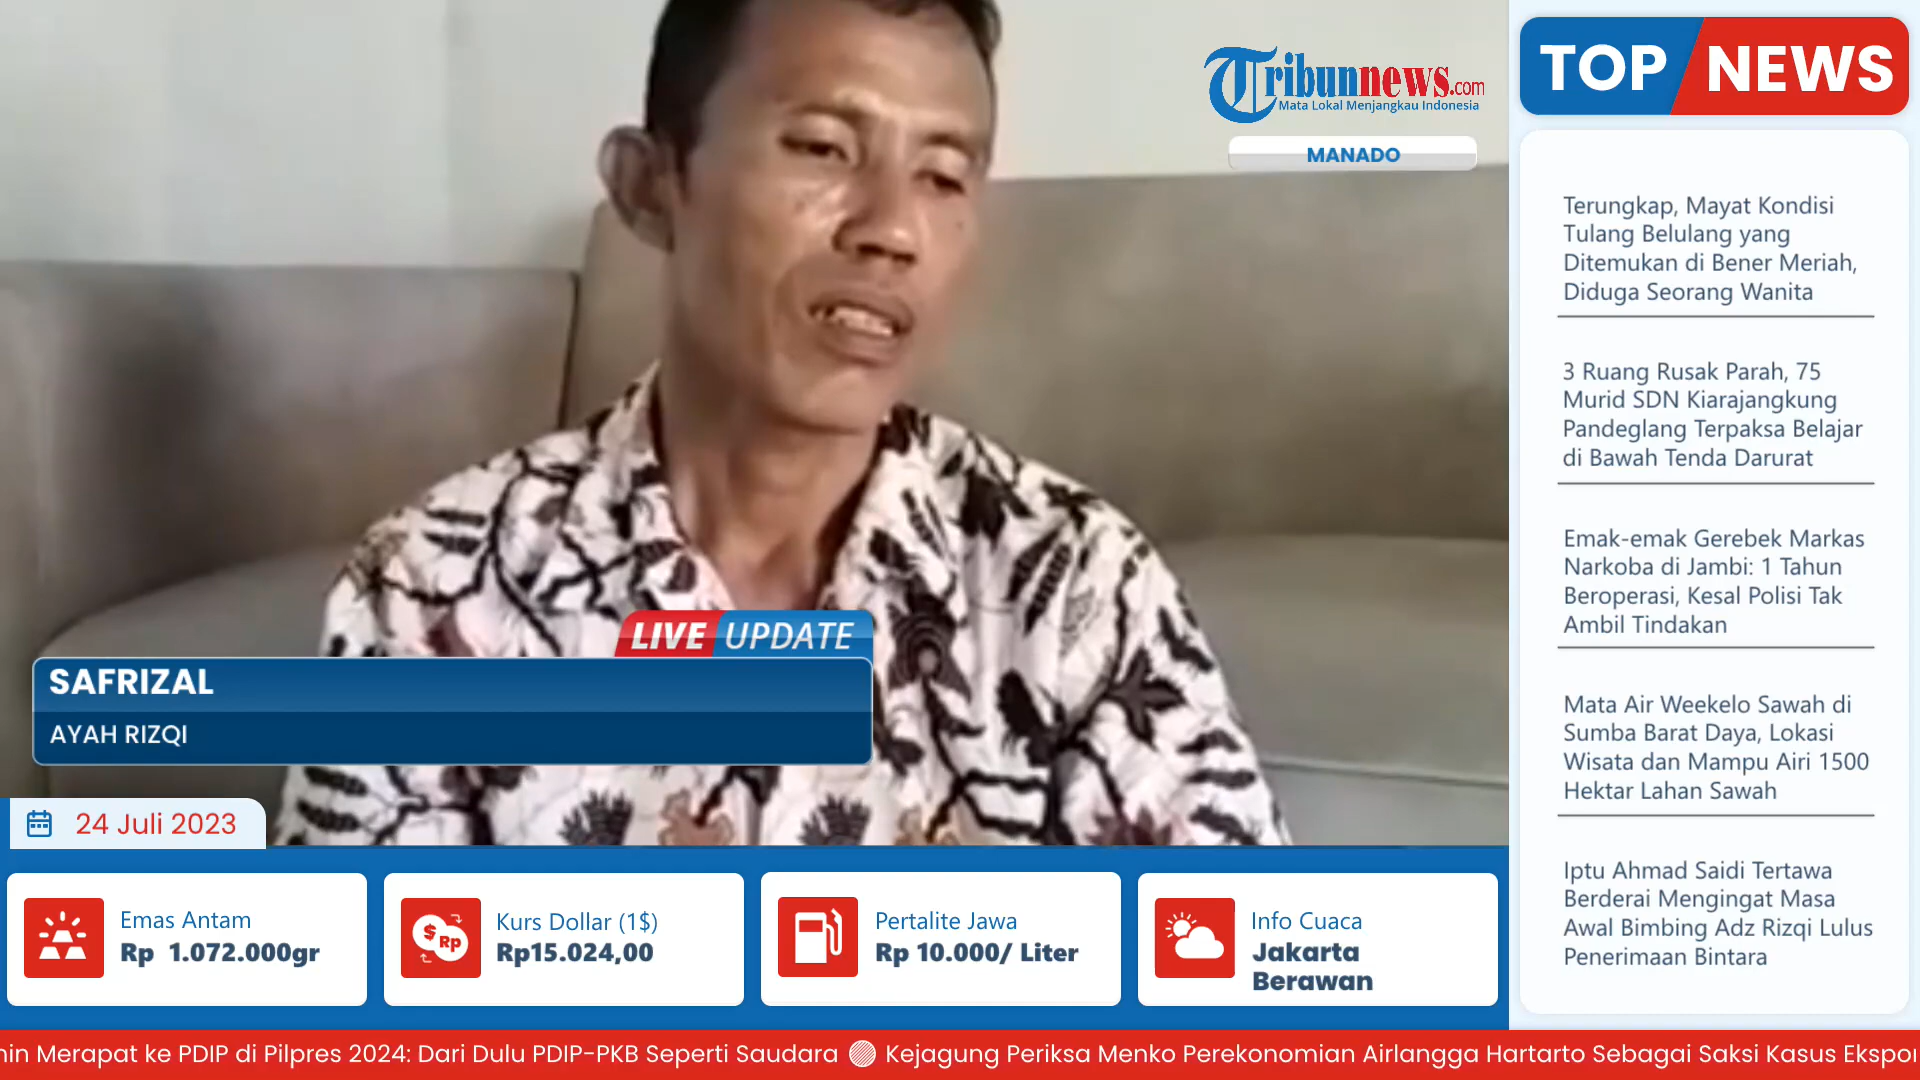 Tribunnews.com
Mata Lokal Menjangkau Indonesia
MANADO
TOP NEWS
Terungkap, Mayat Kondisi
Tulang Belulang yang
Ditemukan di Bener Meriah,
Diduga Seorang Wanita
3 Ruang Rusak Parah, 75
Murid SDN Kiarajangkung
Pandeglang Terpaksa Belajar
di Bawah Tenda Darurat
Emak-emak Gerebek Markas
Narkoba di Jambi: 1 Tahun
Beroperasi, Kesal Polisi Tak
Ambil Tindakan
Mata Air Weekelo Sawah di
Sumba Barat Daya, Lokasi
Wisata dan Mampu Airi 1500
Hektar Lahan Sawah
Iptu Ahmad Saidi Tertawa
Berderai Mengingat Masa
Awal Bimbing Adz Rizqi Lulus
Penerimaan Bintara
LIVE UPDATE
SAFRIZAL
AYAH RIZQI
24 Juli 2023
Emas Antam
Rp 1.072.000gr
Kurs Dollar (1$)
Rp15.024,00
Pertalite Jawa
Rp 10.000/ Liter
Info Cuaca
Jakarta
Berawan
Merapat ke PDIP di Pilpres 2024: Dari Dulu PDIP-PKB Seperti Saudara Kejagung Periksa Menko Perekonomian Airlangga Hartarto Sebagai Saksi Kasus